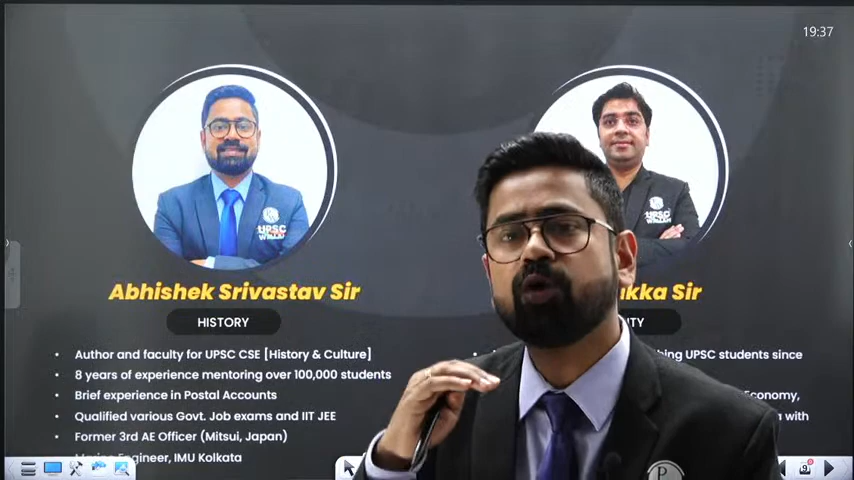 19:37
UPSC
WALLAH
Abhishek Srivastav Sir
kka Sir
HISTORY
ITY
• Author and faculty for UPSC CSE [History & Culture]
hing UPSC students since
• 8 years of experience mentoring over 100,000 students
• Brief experience in Postal Accounts
Economy,
• Qualified various Govt. Job exams and IIT JEE
with
• Former 3rd AE Officer (Mitsui, Japan)
Engineer, IMU Kolkata
P